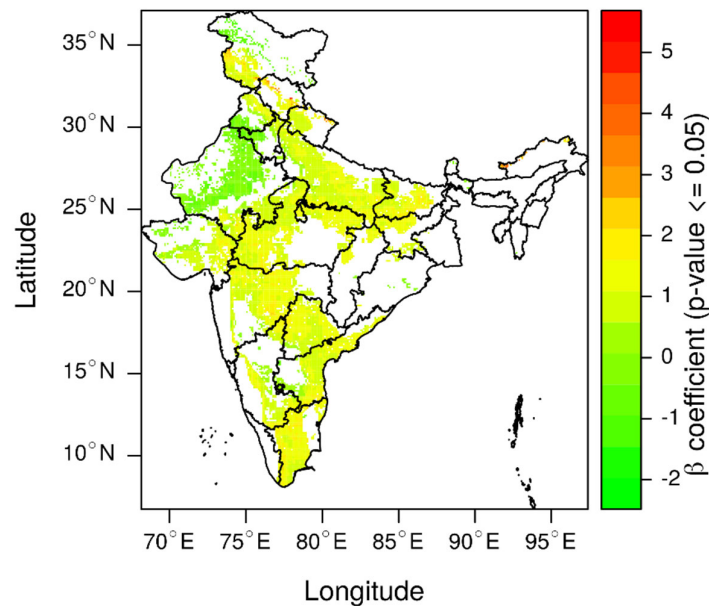 35°N
30°N
25°N
20°N
15°N
10°N
70°E 75°E 80°E 85°E 90°E 95°E
Latitude
Longitude
5
4
3
2
1
0
-1
-2
β coefficient (p-value <= 0.05)